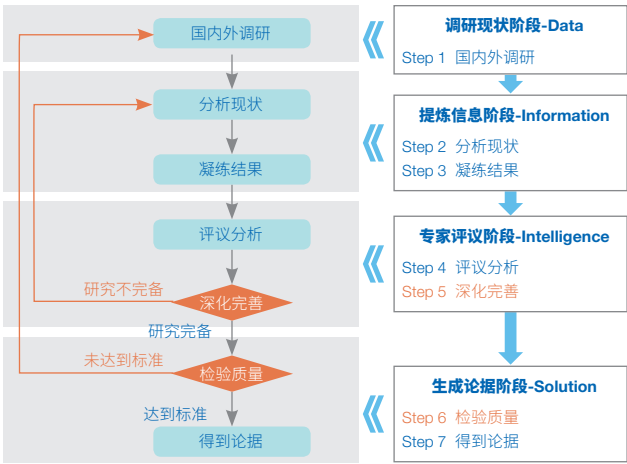 国内外调研
分析现状
凝练结果
评议分析
研究不完备
深化完善
研究完备
未达到标准
检验质量
达到标准
得到论据
调研现状阶段-Data
Step 1 国内外调研
提炼信息阶段-Information
Step 2 分析现状
Step 3 凝练结果
专家评议阶段-Intelligence
Step 4 评议分析
Step 5 深化完善
生成论据阶段-Solution
Step 6 检验质量
Step 7 得到论据